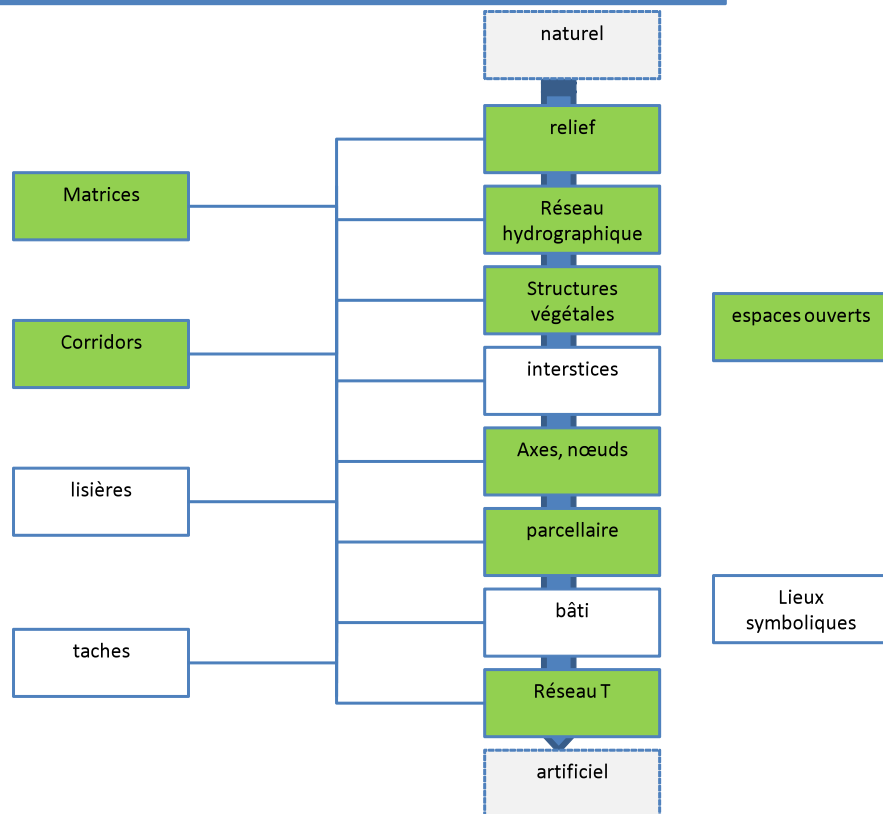 naturel
relief
Matrices
Réseau
hydrographique
Structures
végétales
espaces ouverts
Corridors
interstices
Axes, nœuds
lisières
parcellaire
bâti
Lieux
symboliques
taches
Réseau T
artificiel